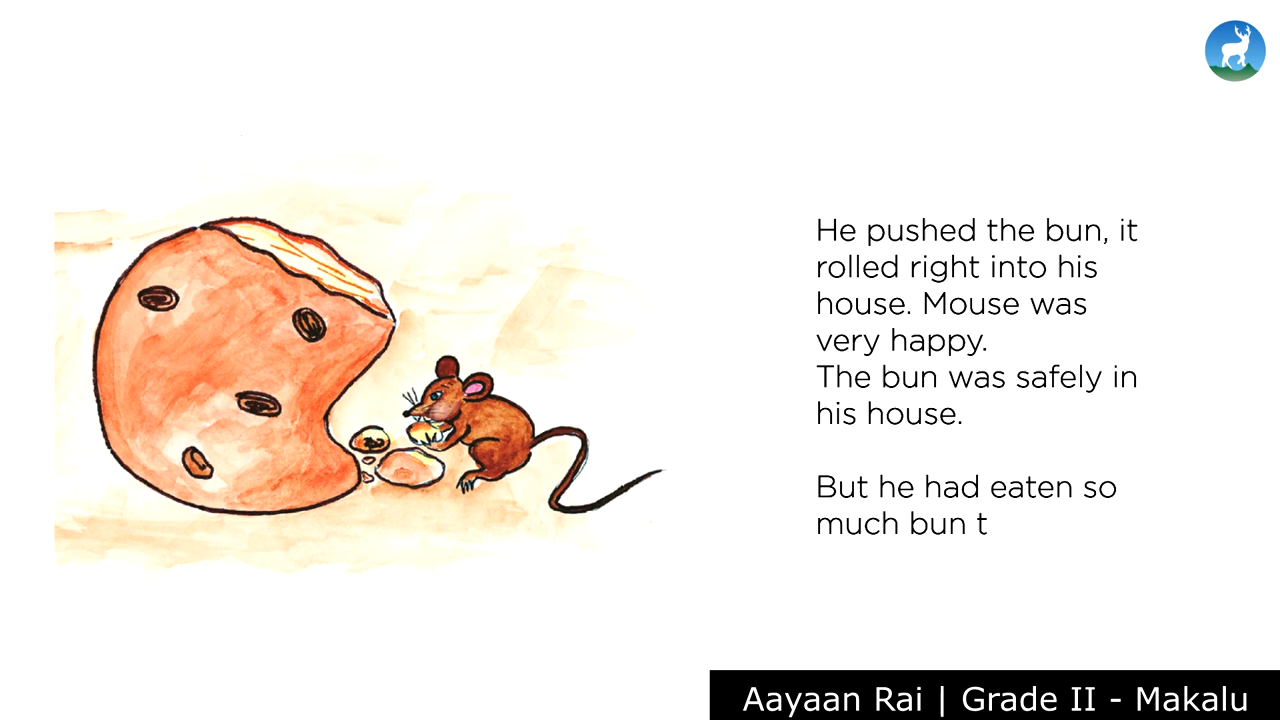 He pushed the bun, it
rolled right into his
house. Mouse was
very happy.
The bun was safely in
his house.
But he had eaten so
much bun t
Aayaan Rai | Grade II - Makalu